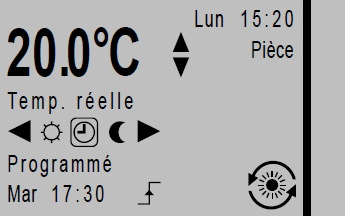 Lun 15:20
20.0°C
Pièce
Temp. réelle
Programmé
Mar 17:30